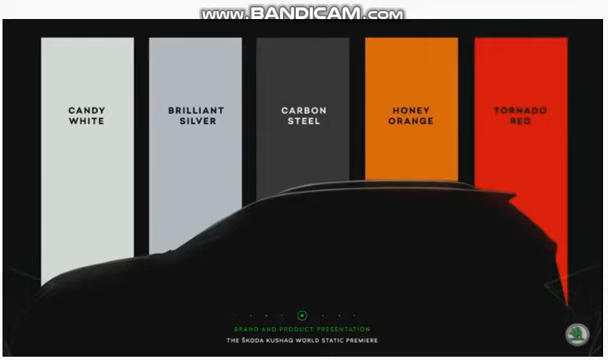 www.BANDICAM.com
CANDY
WHITE
BRILLIANT
SILVER
CARBON
STEEL
HONEY
ORANGE
TORNADO
RED
BRAND AND PRODUCT PRESENTATION
THE ŠKODA KUSHAQ WORLD STATIC PREMIERE